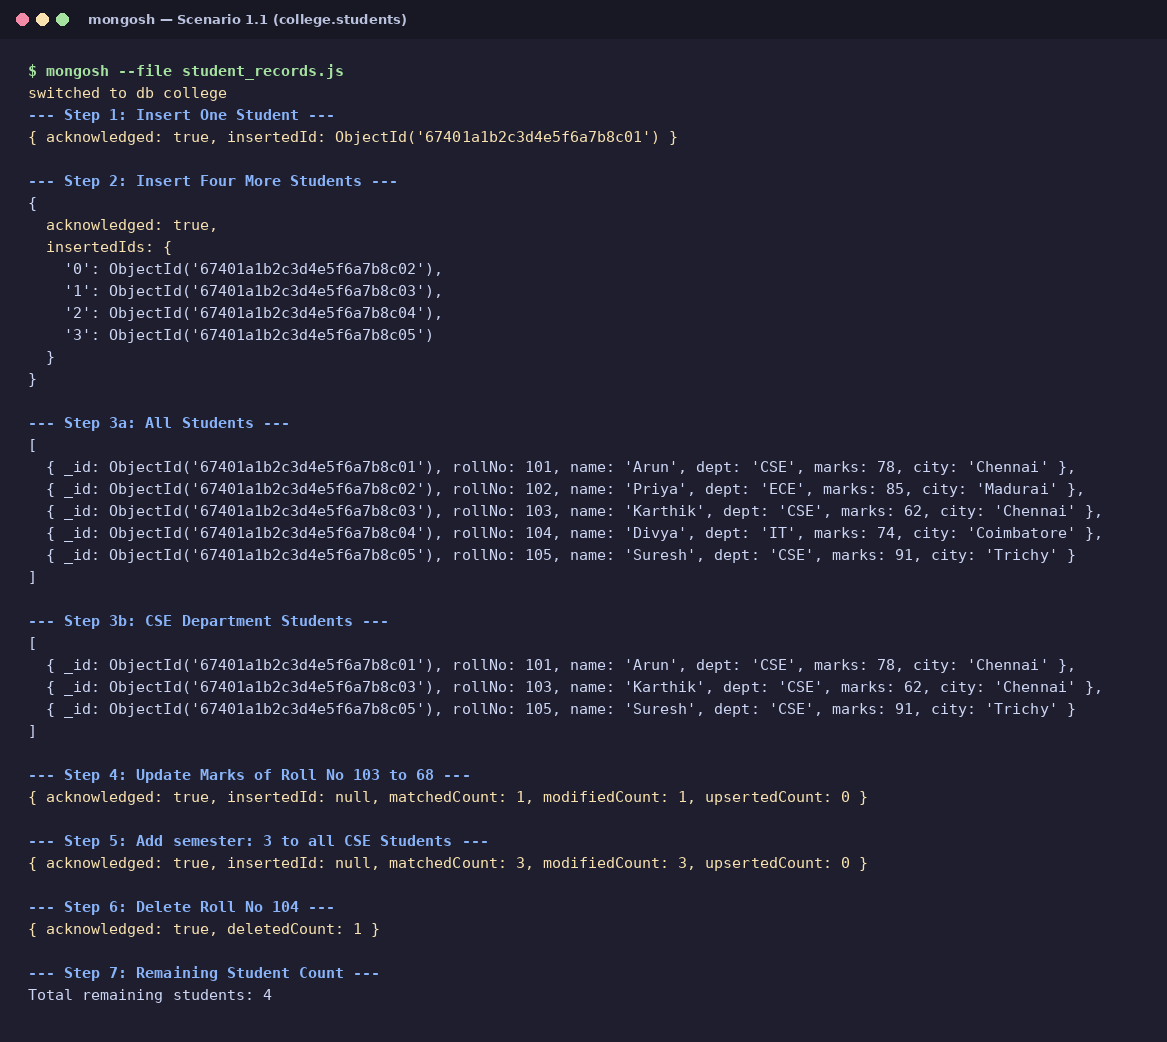 mongosh — Scenario 1.1 (college.students)
$ mongosh --file student_records.js
switched to db college
--- Step 1: Insert One Student ---
{ acknowledged: true, insertedId: ObjectId('67401a1b2c3d4e5f6a7b8c01') }
--- Step 2: Insert Four More Students ---
{
  acknowledged: true,
  insertedIds: {
    '0': ObjectId('67401a1b2c3d4e5f6a7b8c02'),
    '1': ObjectId('67401a1b2c3d4e5f6a7b8c03'),
    '2': ObjectId('67401a1b2c3d4e5f6a7b8c04'),
    '3': ObjectId('67401a1b2c3d4e5f6a7b8c05')
  }
}
--- Step 3a: All Students ---
[
  { _id: ObjectId('67401a1b2c3d4e5f6a7b8c01'), rollNo: 101, name: 'Arun', dept: 'CSE', marks: 78, city: 'Chennai' },
  { _id: ObjectId('67401a1b2c3d4e5f6a7b8c02'), rollNo: 102, name: 'Priya', dept: 'ECE', marks: 85, city: 'Madurai' },
  { _id: ObjectId('67401a1b2c3d4e5f6a7b8c03'), rollNo: 103, name: 'Karthik', dept: 'CSE', marks: 62, city: 'Chennai' },
  { _id: ObjectId('67401a1b2c3d4e5f6a7b8c04'), rollNo: 104, name: 'Divya', dept: 'IT', marks: 74, city: 'Coimbatore' },
  { _id: ObjectId('67401a1b2c3d4e5f6a7b8c05'), rollNo: 105, name: 'Suresh', dept: 'CSE', marks: 91, city: 'Trichy' }
]
--- Step 3b: CSE Department Students ---
[
  { _id: ObjectId('67401a1b2c3d4e5f6a7b8c01'), rollNo: 101, name: 'Arun', dept: 'CSE', marks: 78, city: 'Chennai' },
  { _id: ObjectId('67401a1b2c3d4e5f6a7b8c03'), rollNo: 103, name: 'Karthik', dept: 'CSE', marks: 62, city: 'Chennai' },
  { _id: ObjectId('67401a1b2c3d4e5f6a7b8c05'), rollNo: 105, name: 'Suresh', dept: 'CSE', marks: 91, city: 'Trichy' }
]
--- Step 4: Update Marks of Roll No 103 to 68 ---
{ acknowledged: true, insertedId: null, matchedCount: 1, modifiedCount: 1, upsertedCount: 0 }
--- Step 5: Add semester: 3 to all CSE Students ---
{ acknowledged: true, insertedId: null, matchedCount: 3, modifiedCount: 3, upsertedCount: 0 }
--- Step 6: Delete Roll No 104 ---
{ acknowledged: true, deletedCount: 1 }
--- Step 7: Remaining Student Count ---
Total remaining students: 4